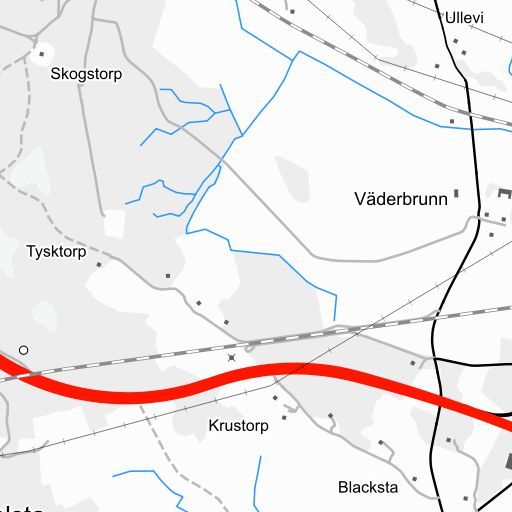 Ullevi
Skogstorp
Väderbrunn
Tysktorp
Krustorp
Blacksta